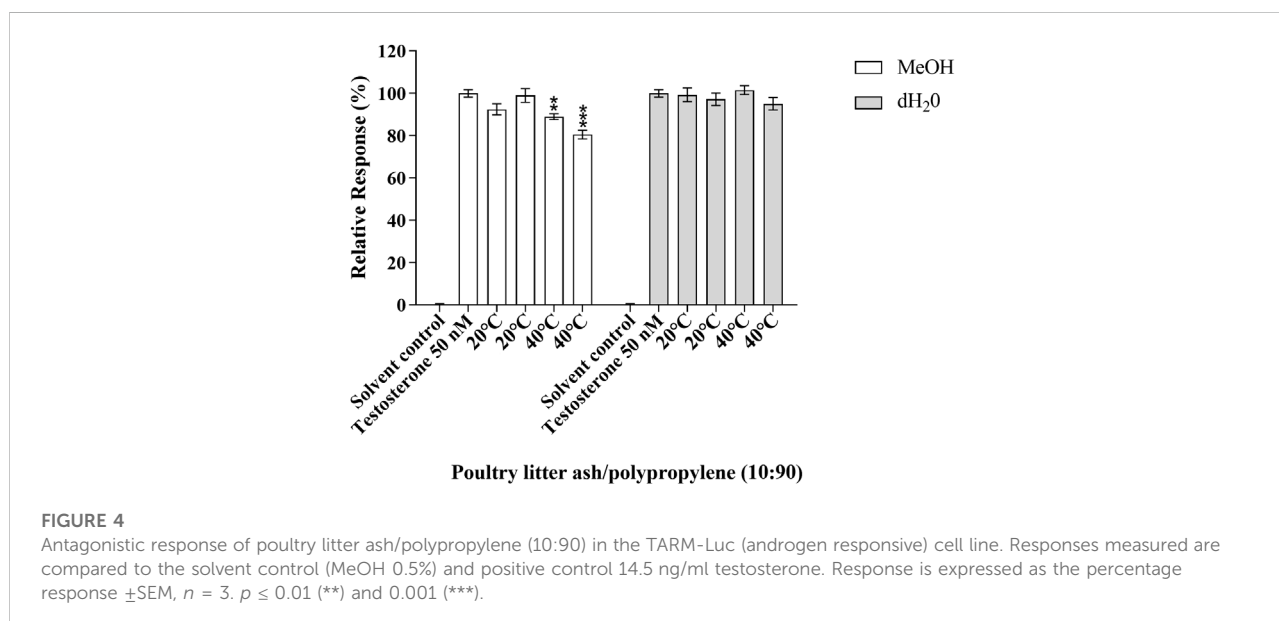 120
100
80
60
40
20
0
Relative Response (%)
**
***
MeOH
dH₂0
Solvent control
Testosterone 50 nM
20°C
20°C
40°C
40°C
Solvent control
Testosterone 50 nM
20°C
20°C
40°C
40°C
Poultry litter ash/polypropylene (10:90)
FIGURE 4
Antagonistic response of poultry litter ash/polypropylene (10:90) in the TARM-Luc (androgen responsive) cell line. Responses measured are
compared to the solvent control (MeOH 0.5%) and positive control 14.5 ng/ml testosterone. Response is expressed as the percentage
response ±SEM, n = 3. p ≤ 0.01 (**) and 0.001 (***).